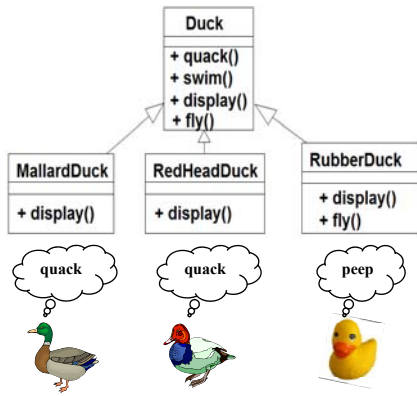 Duck
+ quack()
+ swim()
+ display()
+ fly()
MallardDuck
+ display()
RedHeadDuck
+ display()
RubberDuck
+ display()
+ fly()
quack
quack
peep